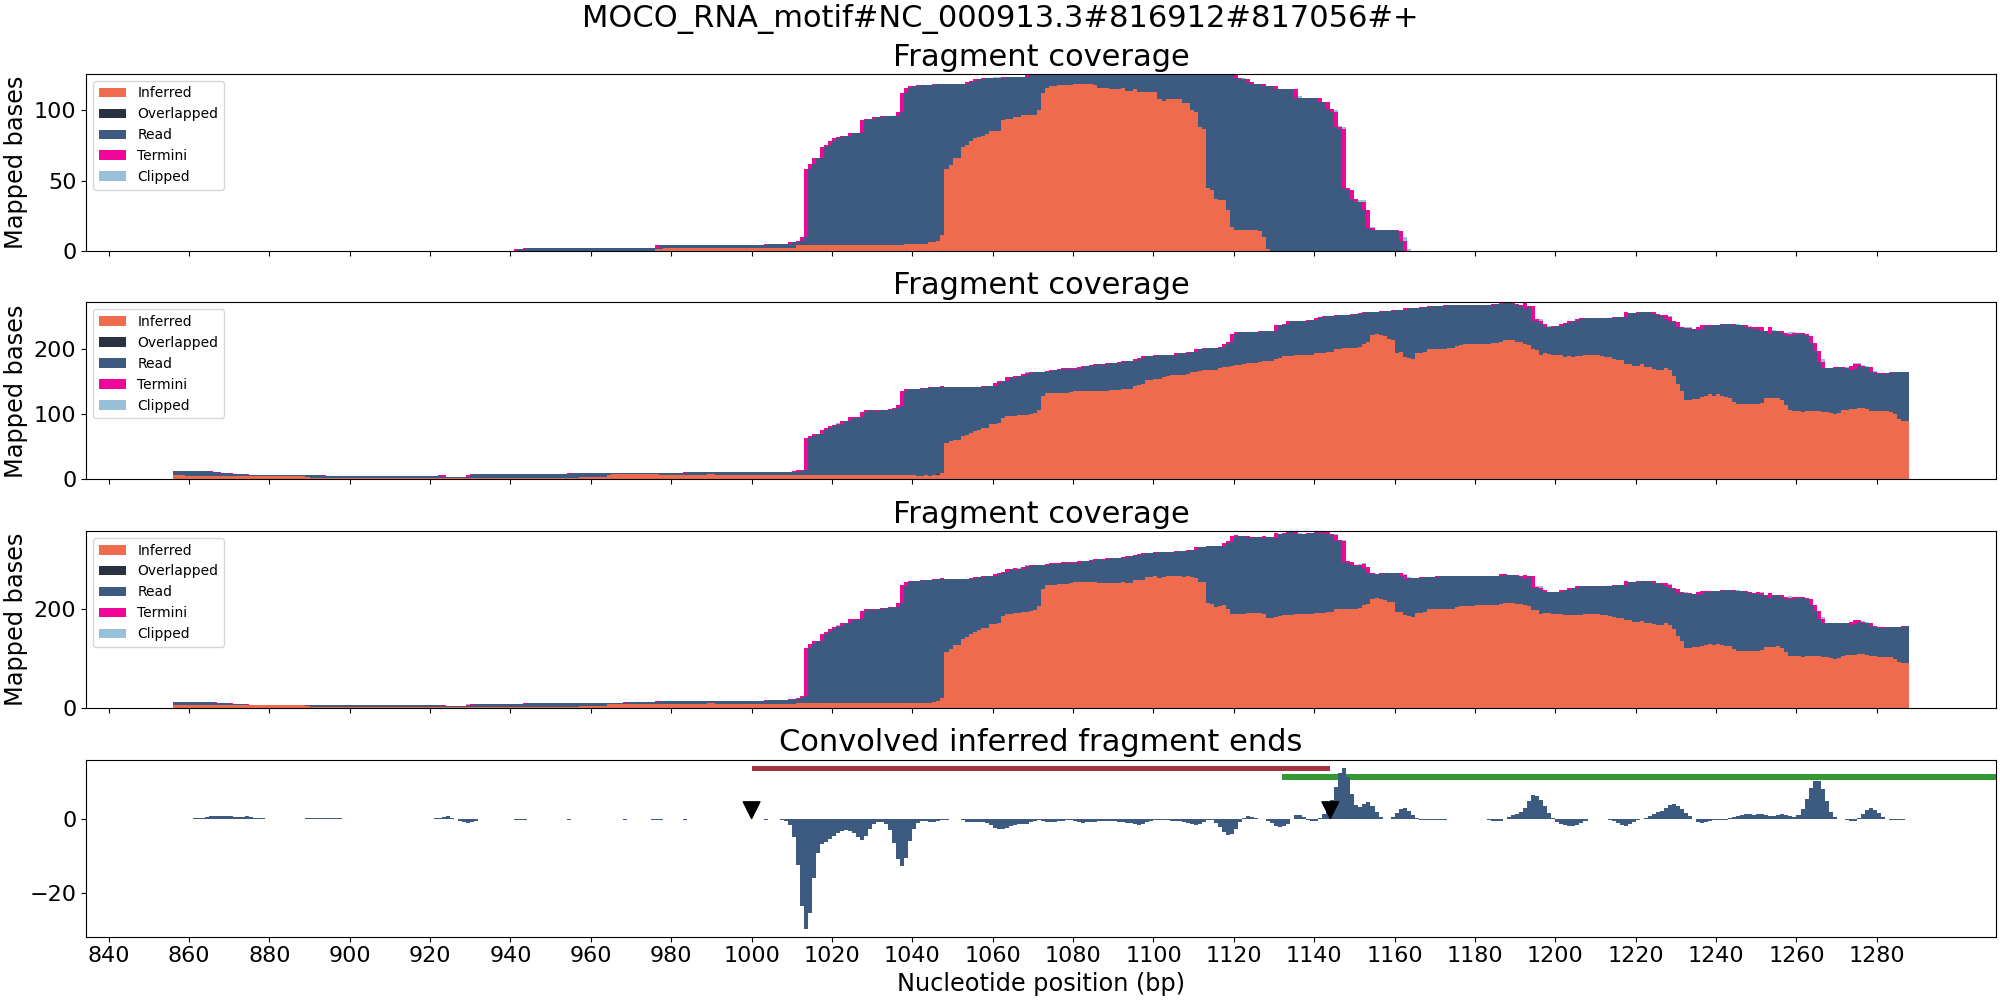 MOCO_RNA_motif#NC_000913.3#816912#817056#+
Fragment coverage
Mapped bases
100
50
0
Inferred
Overlapped
Read
Termini
Clipped
Fragment coverage
Mapped bases
200
100
0
Inferred
Overlapped
Read
Termini
Clipped
Fragment coverage
Mapped bases
200
0
Inferred
Overlapped
Read
Termini
Clipped
Convolved inferred fragment ends
0
−20
840 860 880 900 920 940 960 980 1000 1020 1040 1060 1080 1100 1120 1140 1160 1180 1200 1220 1240 1260 1280
Nucleotide position (bp)